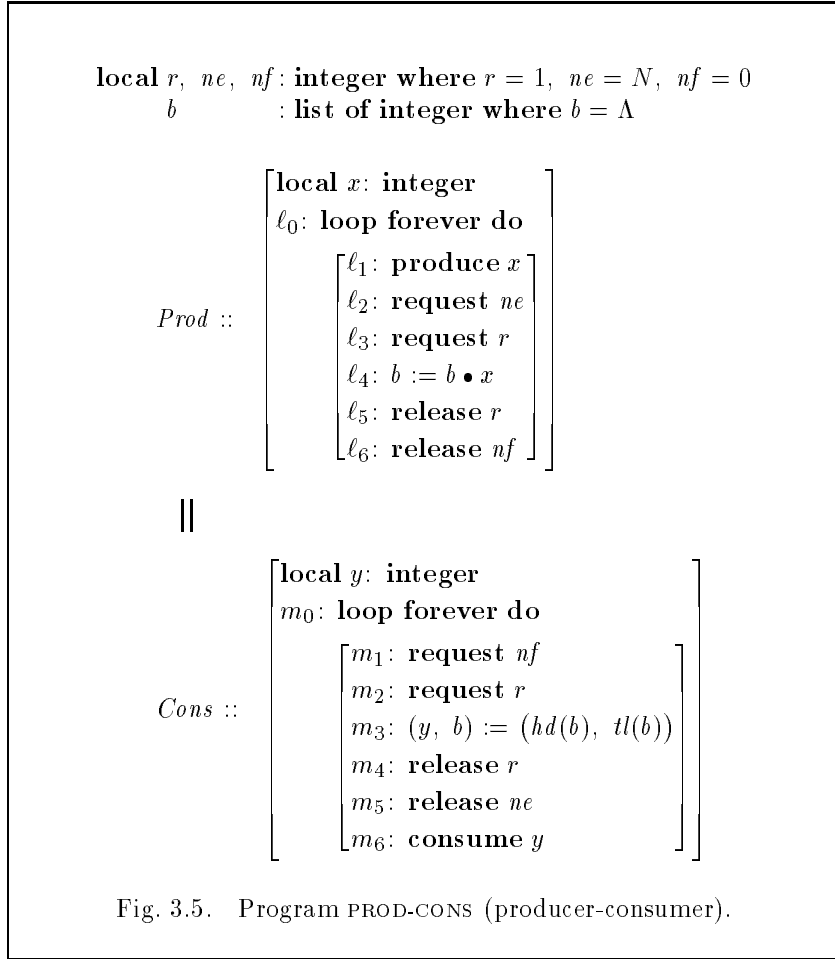 local r, ne, nf : integer where r = 1, ne = N, nf = 0
b : list of integer where b = Λ
local x: integer
ℓ0: loop forever do
ℓ1: produce x
ℓ2: request ne
Prod :: ℓ3: request r
ℓ4: b := b • x
ℓ5: release r
ℓ6: release nf
||
local y: integer
m0: loop forever do
m1: request nf
m2: request r
Cons :: m3: (y, b) := (hd(b), tl(b))
m4: release r
m5: release ne
m6: consume y
Fig. 3.5. Program PROD-CONS (producer-consumer).